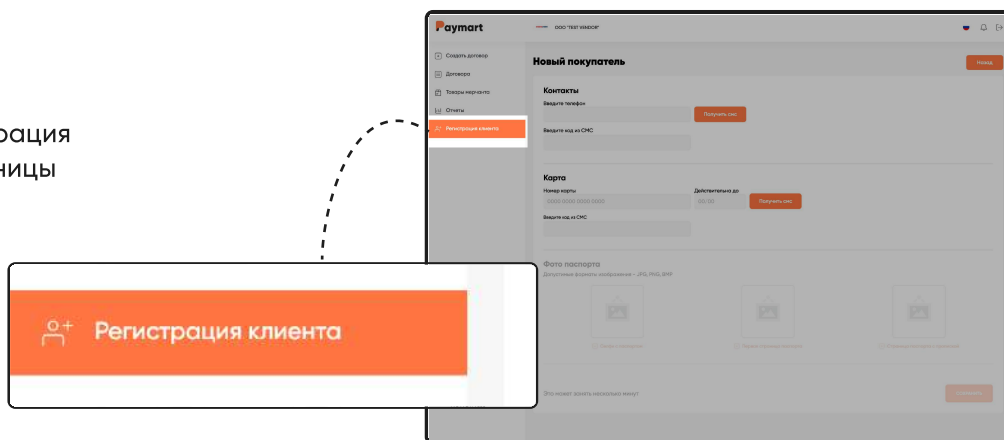 рация
ницы
Paymart
ООО "TEST VENDOR"
Создать договор
Договора
Товары мерчанта
Отчеты
Регистрация клиента
Новый покупатель
Назад
Контакты
Введите телефон
Получить смс
Введите код из СМС
Карта
Номер карты
Действительна до
0000 0000 0000 0000
00/00
Получить смс
Введите код из СМС
Фото паспорта
Допустимые форматы изображения - JPG, PNG, BMP
Это может занять несколько минут
Регистрация клиента